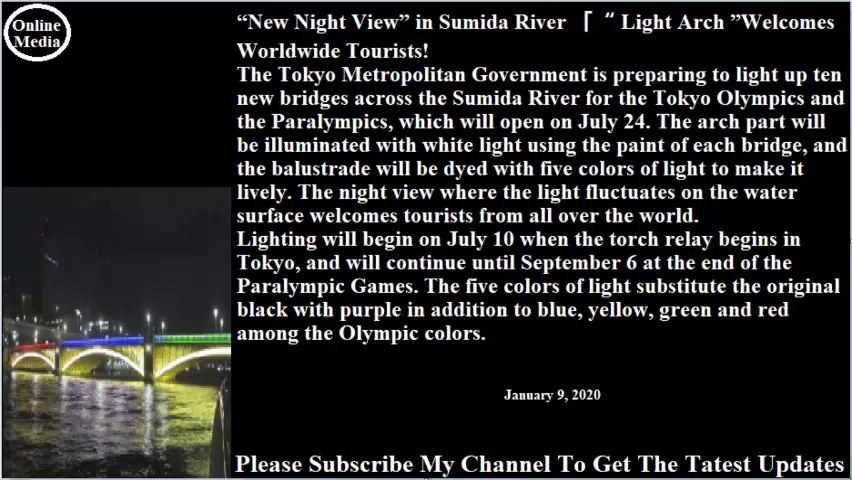 Online
Media
“New Night View” in Sumida River 「 “ Light Arch ”Welcomes
Worldwide Tourists!
The Tokyo Metropolitan Government is preparing to light up ten
new bridges across the Sumida River for the Tokyo Olympics and
the Paralympics, which will open on July 24. The arch part will
be illuminated with white light using the paint of each bridge, and
the balustrade will be dyed with five colors of light to make it
lively. The night view where the light fluctuates on the water
surface welcomes tourists from all over the world.
Lighting will begin on July 10 when the torch relay begins in
Tokyo, and will continue until September 6 at the end of the
Paralympic Games. The five colors of light substitute the original
black with purple in addition to blue, yellow, green and red
among the Olympic colors.
January 9, 2020
Please Subscribe My Channel To Get The Tatest Updates